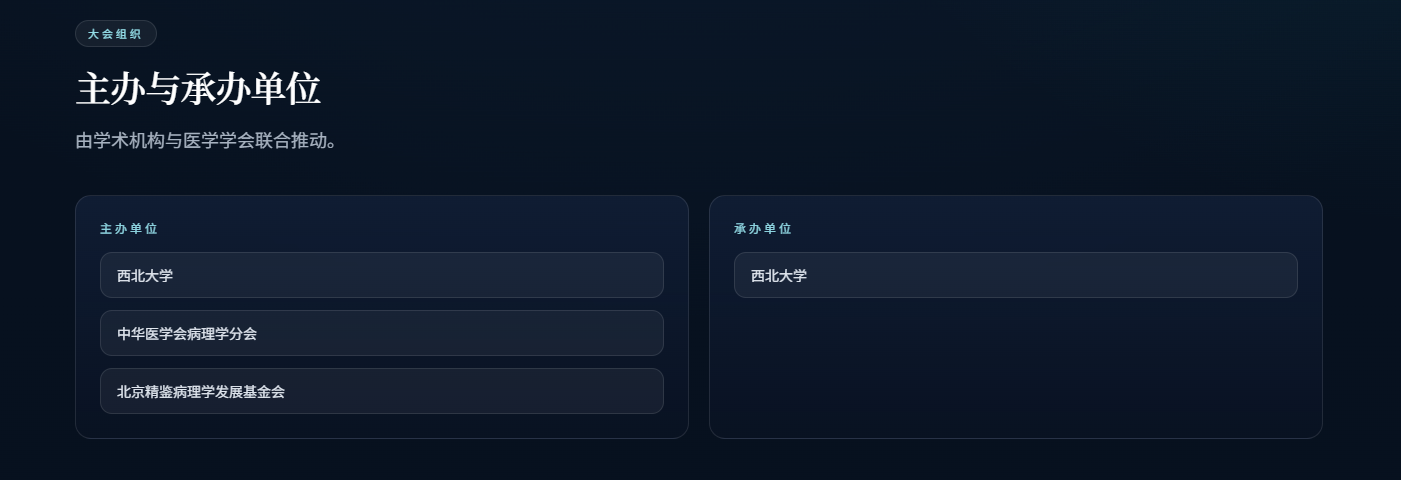 大会组织
主办与承办单位
由学术机构与医学学会联合推动。
主办单位
西北大学
中华医学会病理学分会
北京精鉴病理学发展基金会
承办单位
西北大学